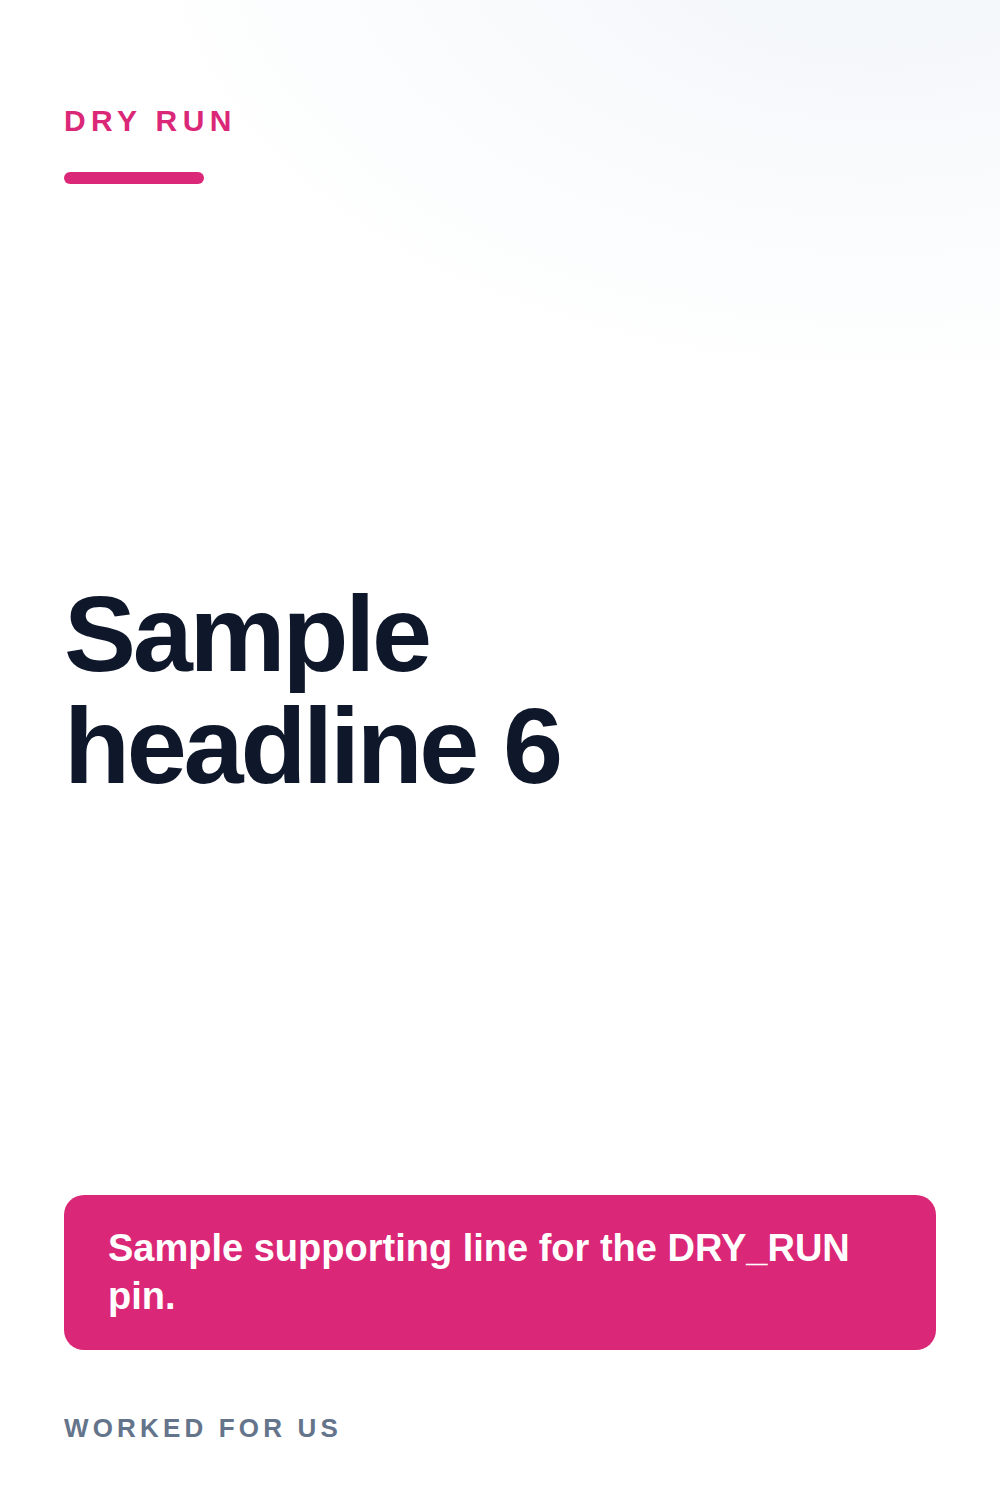 DRY RUN
Sample
headline 6
Sample supporting line for the DRY_RUN
pin.
WORKED FOR US